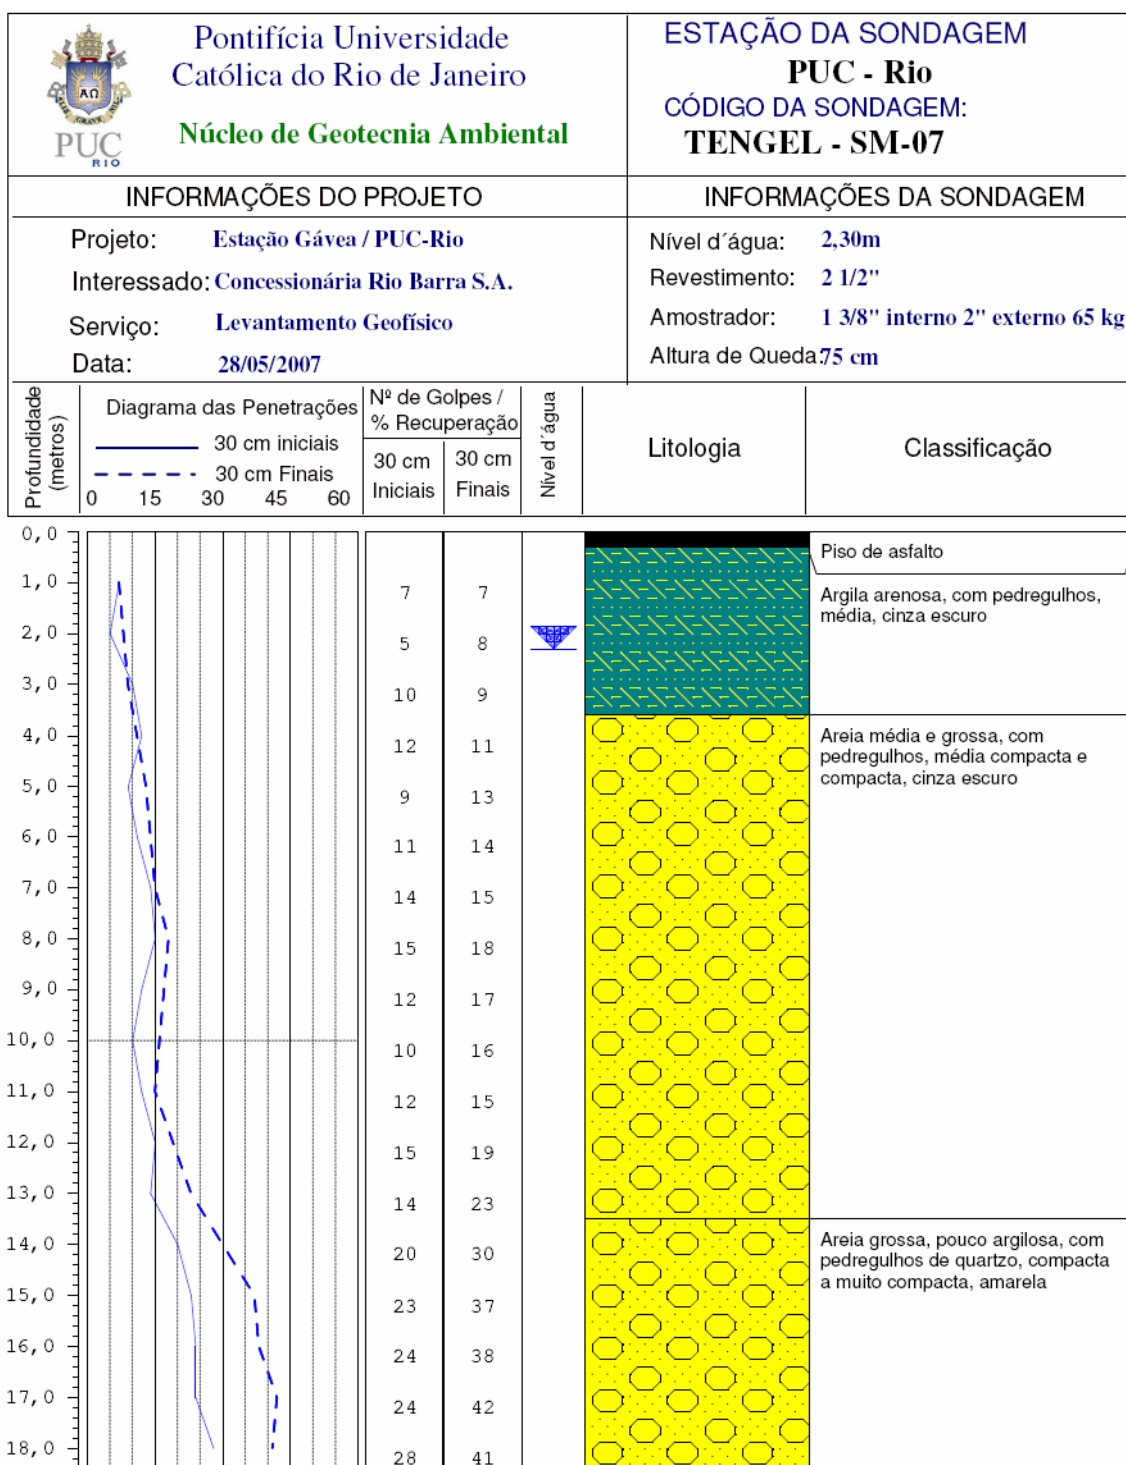 Pontifícia Universidade
Católica do Rio de Janeiro
Núcleo de Geotecnia Ambiental
ΑΩ
PUC
RIO
ESTAÇÃO DA SONDAGEM
PUC - Rio
CÓDIGO DA SONDAGEM:
TENGEL - SM-07
INFORMAÇÕES DO PROJETO
Projeto: Estação Gávea / PUC-Rio
Interessado: Concessionária Rio Barra S.A.
Serviço: Levantamento Geofísico
Data: 28/05/2007
INFORMAÇÕES DA SONDAGEM
Nível d´água: 2,30m
Revestimento: 2 1/2"
Amostrador: 1 3/8" interno 2" externo 65 kg
Altura de Queda: 75 cm
Profundidade
(metros)
Diagrama das Penetrações
30 cm iniciais
30 cm Finais
0 15 30 45 60
Nº de Golpes /
% Recuperação
30 cm
Iniciais
30 cm
Finais
Nível d´água
Litologia
Classificação
0,0
1,0 7 7
2,0 5 8
3,0 10 9
4,0 12 11
5,0 9 13
6,0 11 14
7,0 14 15
8,0 15 18
9,0 12 17
10,0 10 16
11,0 12 15
12,0 15 19
13,0 14 23
14,0 20 30
15,0 23 37
16,0 24 38
17,0 24 42
18,0 28 41
Piso de asfalto
Argila arenosa, com pedregulhos,
média, cinza escuro
Areia média e grossa, com
pedregulhos, média compacta e
compacta, cinza escuro
Areia grossa, pouco argilosa, com
pedregulhos de quartzo, compacta
a muito compacta, amarela